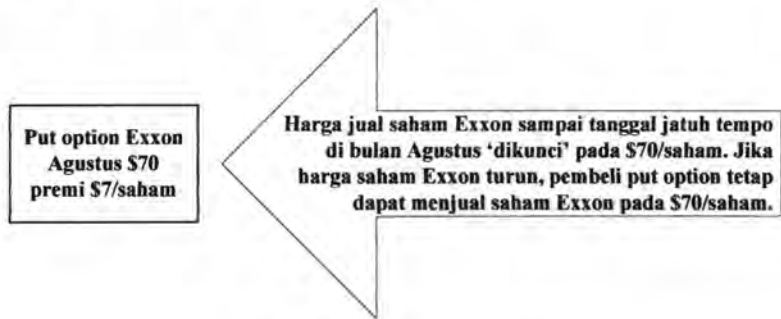 Put option Exxon
Agustus $70
premi $7/saham
Harga jual saham Exxon sampai tanggal jatuh tempo
di bulan Agustus ‘dikunci’ pada $70/saham. Jika
harga saham Exxon turun, pembeli put option tetap
dapat menjual saham Exxon pada $70/saham.